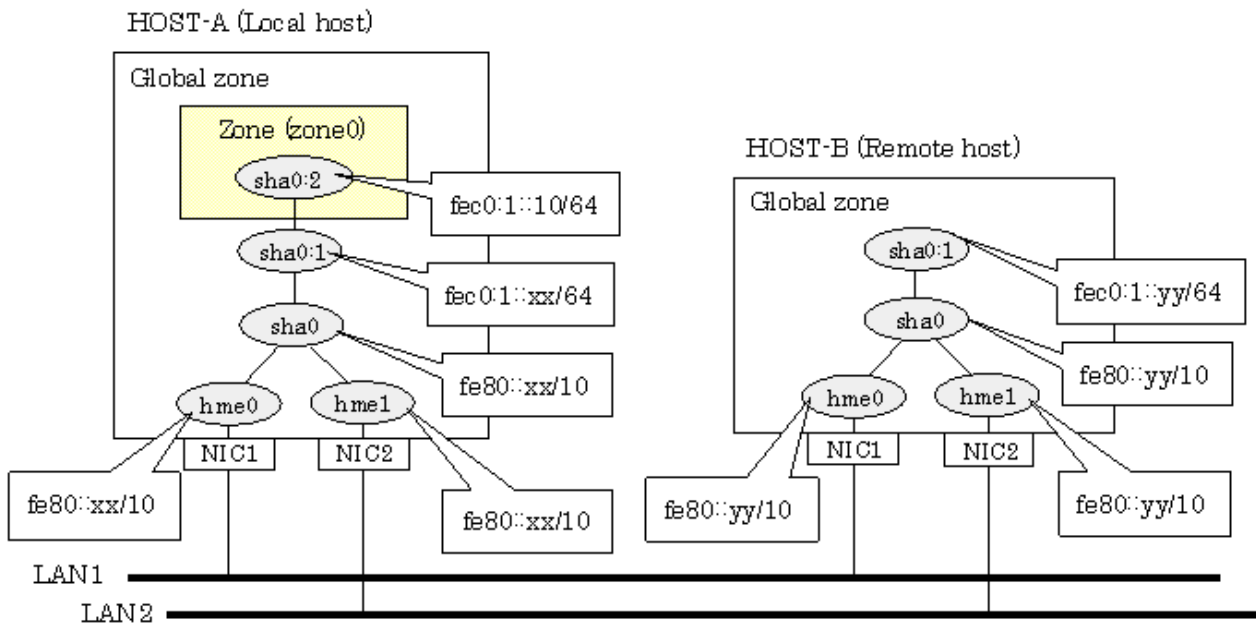 HOST-A (Local host)
Global zone
Zone (zone0)
sha0:2
fec0:1::10/64
sha0:1
fec0:1::xx/64
sha0
fe80::xx/10
hme0
hme1
NIC1
NIC2
fe80::xx/10
fe80::xx/10
HOST-B (Remote host)
Global zone
sha0:1
fec0:1::yy/64
sha0
fe80::yy/10
hme0
hme1
NIC1
NIC2
fe80::yy/10
fe80::yy/10
LAN1
LAN2